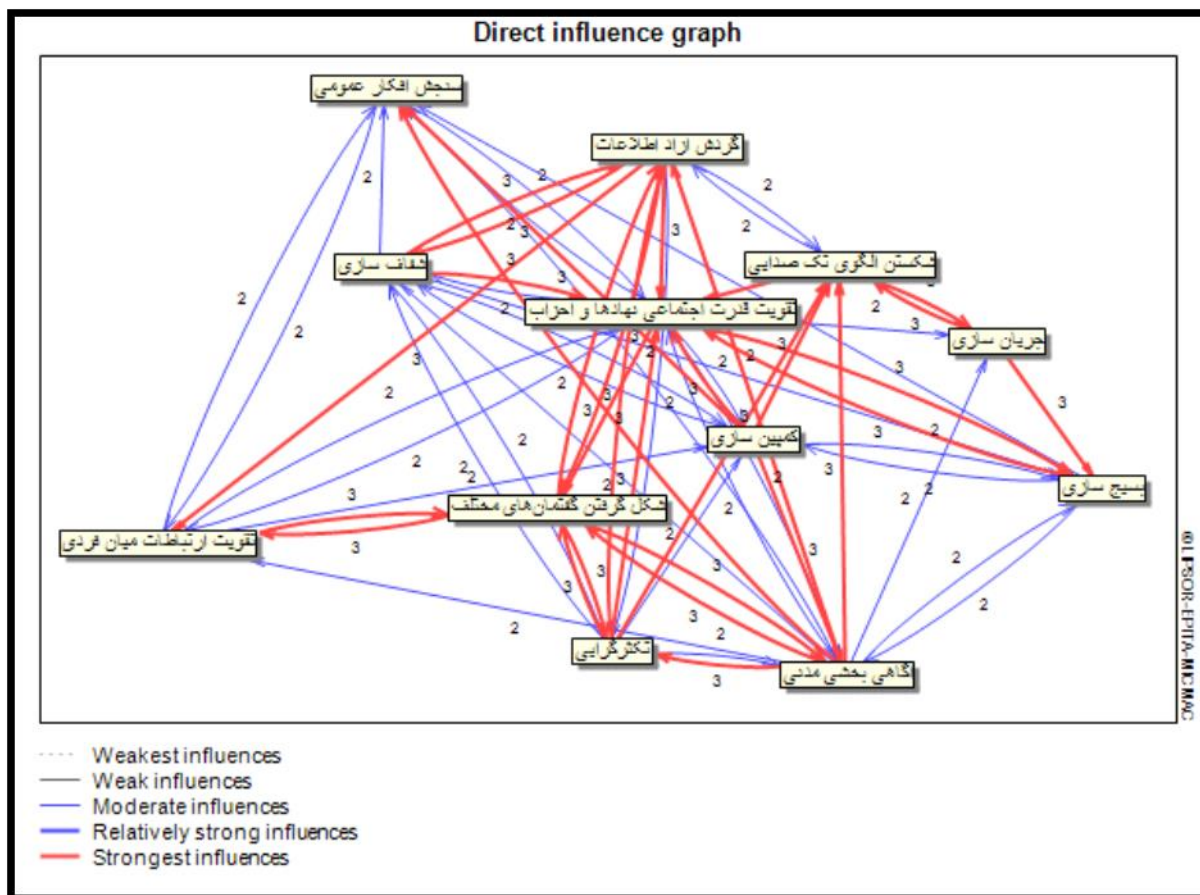 Direct influence graph
سنجش افکار عمومی
گردش ازاد اطلاعات
شفاف سازی
شکستن الگوی تک صدایی
تقویت قدرت اجتماعی نهادها و احزاب
جریان سازی
کمپین سازی
بسیج سازی
شکل گرفتن گفتمان‌های مختلف
تقویت ارتباطات میان فردی
تکثرگرایی
گاهی بخشی مدنی
@LIPSOR-EPITA-MICMAC
Weakest influences
Weak influences
Moderate influences
Relatively strong influences
Strongest influences